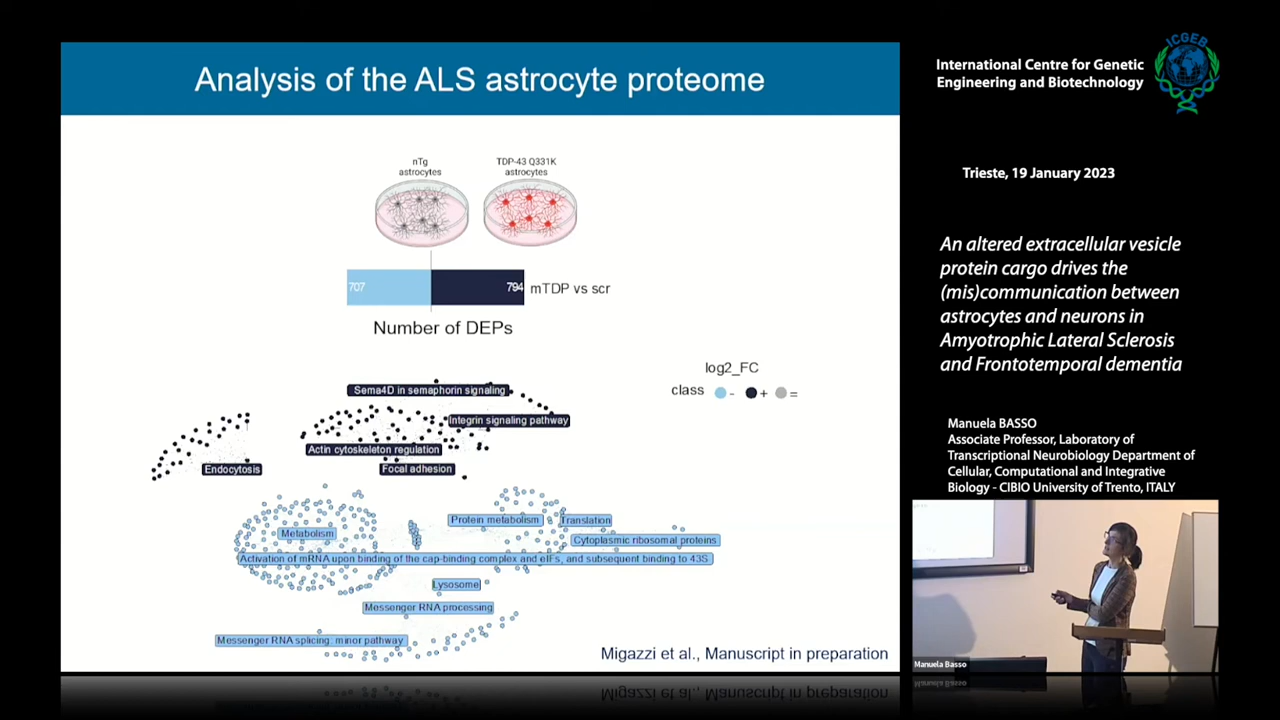 Analysis of the ALS astrocyte proteome
nTg
astrocytes
TDP-43 Q331K
astrocytes
707
794
mTDP vs scr
Number of DEPs
log2_FC
class - + =
Sema4D in semaphorin signaling
Integrin signaling pathway
Actin cytoskeleton regulation
Endocytosis
Focal adhesion
Protein metabolism
Translation
Metabolism
Cytoplasmic ribosomal proteins
Activation of mRNA upon binding of the cap-binding complex and eIFs, and subsequent binding to 43S
Lysosome
Messenger RNA processing
Messenger RNA splicing: minor pathway
Migazzi et al., Manuscript in preparation
International Centre for Genetic
Engineering and Biotechnology
ICGEB
Trieste, 19 January 2023
An altered extracellular vesicle
protein cargo drives the
(mis)communication between
astrocytes and neurons in
Amyotrophic Lateral Sclerosis
and Frontotemporal dementia
Manuela BASSO
Associate Professor, Laboratory of
Transcriptional Neurobiology Department of
Cellular, Computational and Integrative
Biology - CIBIO University of Trento, ITALY
Manuela Basso